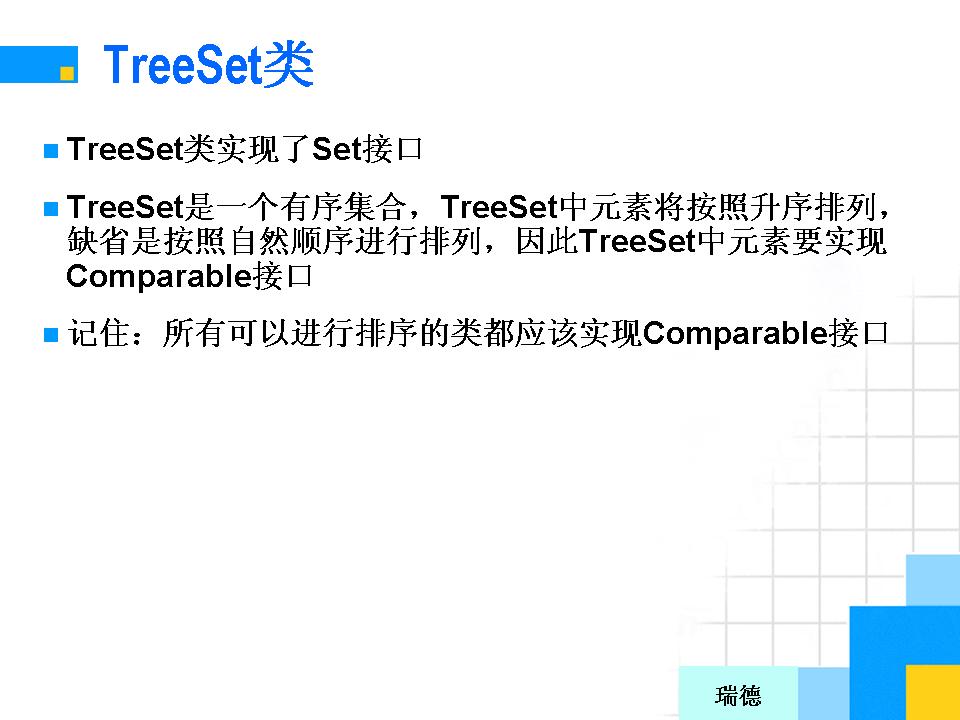 TreeSet类
TreeSet类实现了Set接口
TreeSet是一个有序集合，TreeSet中元素将按照升序排列，
缺省是按照自然顺序进行排列，因此TreeSet中元素要实现
Comparable接口
记住：所有可以进行排序的类都应该实现Comparable接口
瑞德